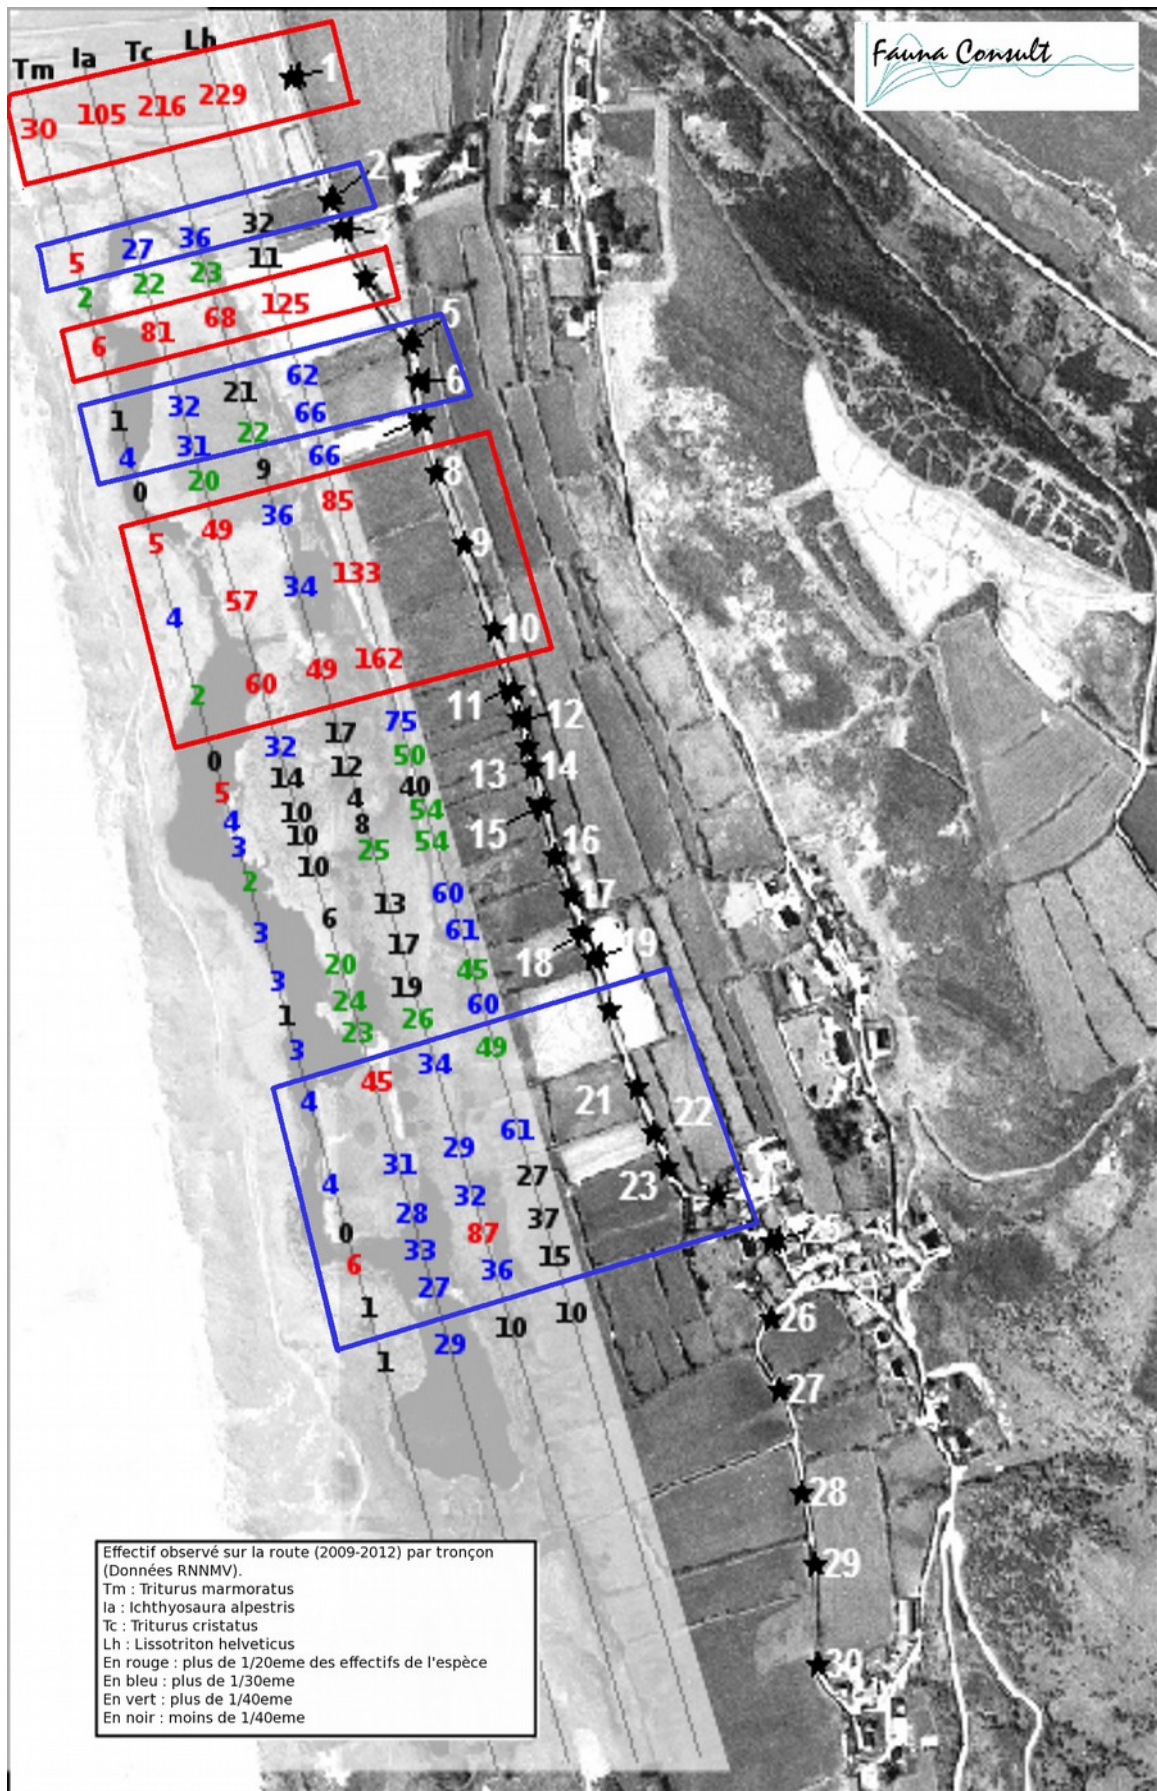 Fauna Consult
Tm Ia Tc Lh
30 105 216 229 1
5 27 36 32 2
2 22 23 11
6 81 68 125
1 32 21 62 5
4 31 22 66 6
0 20 9 66
5 49 36 85 8
4 57 34 133 9
2 60 49 162 10
0 32 17 75 11 12
5 14 12 50 13 14
4 10 4 40
3 10 8 54 15
2 10 25 54 16
3 6 13 60 17
3 20 17 61 18 19
1 24 19 45
3 23 26 60
4 45 34 49
4 31 29 61 21 22
0 28 32 27 23
6 33 87 37
1 27 36 15
1 29 10 10
26
27
28
29
30
Effectif observé sur la route (2009-2012) par tronçon
(Données RNNMV).
Tm : Triturus marmoratus
Ia : Ichthyosaura alpestris
Tc : Triturus cristatus
Lh : Lissotriton helveticus
En rouge : plus de 1/20eme des effectifs de l'espèce
En bleu : plus de 1/30eme
En vert : plus de 1/40eme
En noir : moins de 1/40eme